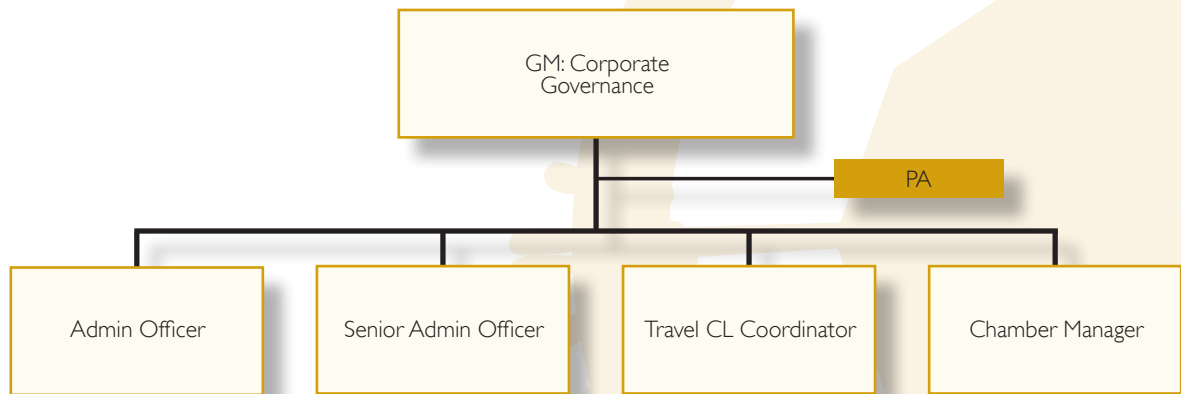 GM: Corporate
Governance
PA
Admin Officer
Senior Admin Officer
Travel CL Coordinator
Chamber Manager